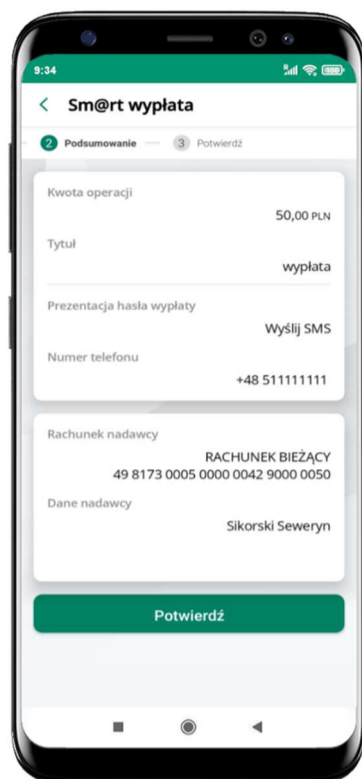 9:34
Sm@rt wypłata
2 Podsumowanie 3 Potwierdź
Kwota operacji
50,00 PLN
Tytuł
wypłata
Prezentacja hasła wypłaty
Wyślij SMS
Numer telefonu
+48 511111111
Rachunek nadawcy
RACHUNEK BIEŻĄCY
49 8173 0005 0000 0042 9000 0050
Dane nadawcy
Sikorski Seweryn
Potwierdź